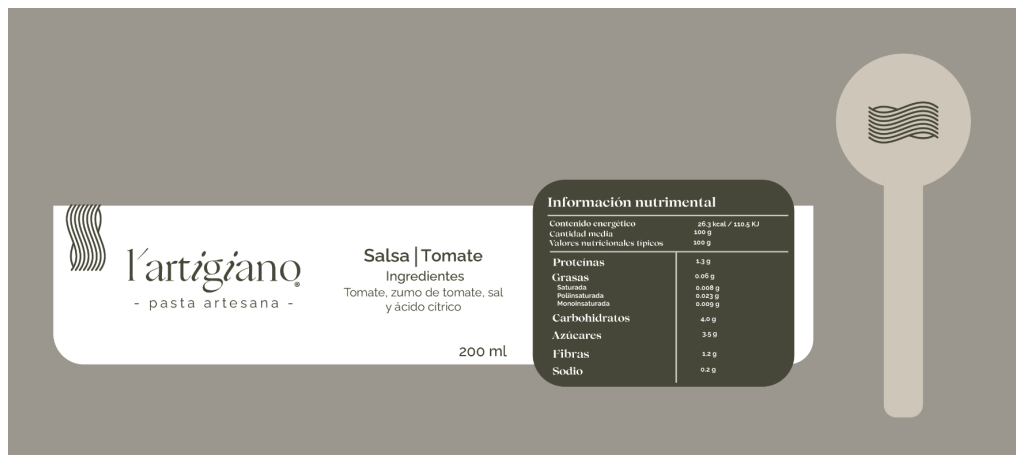 l´artigiano®
- pasta artesana -
Salsa|Tomate
Ingredientes
Tomate, zumo de tomate, sal
y ácido cítrico
200 ml
Información nutrimental
Contenido energético 26.3 kcal / 110.5 KJ
Cantidad media 100 g
Valores nutricionales típicos 100 g
Proteínas 1.3 g
Grasas 0.06 g
Saturada 0.008 g
Poliinsaturada 0.023 g
Monoinsaturada 0.009 g
Carbohidratos 4.0 g
Azúcares 3.5 g
Fibras 1.2 g
Sodio 0.2 g